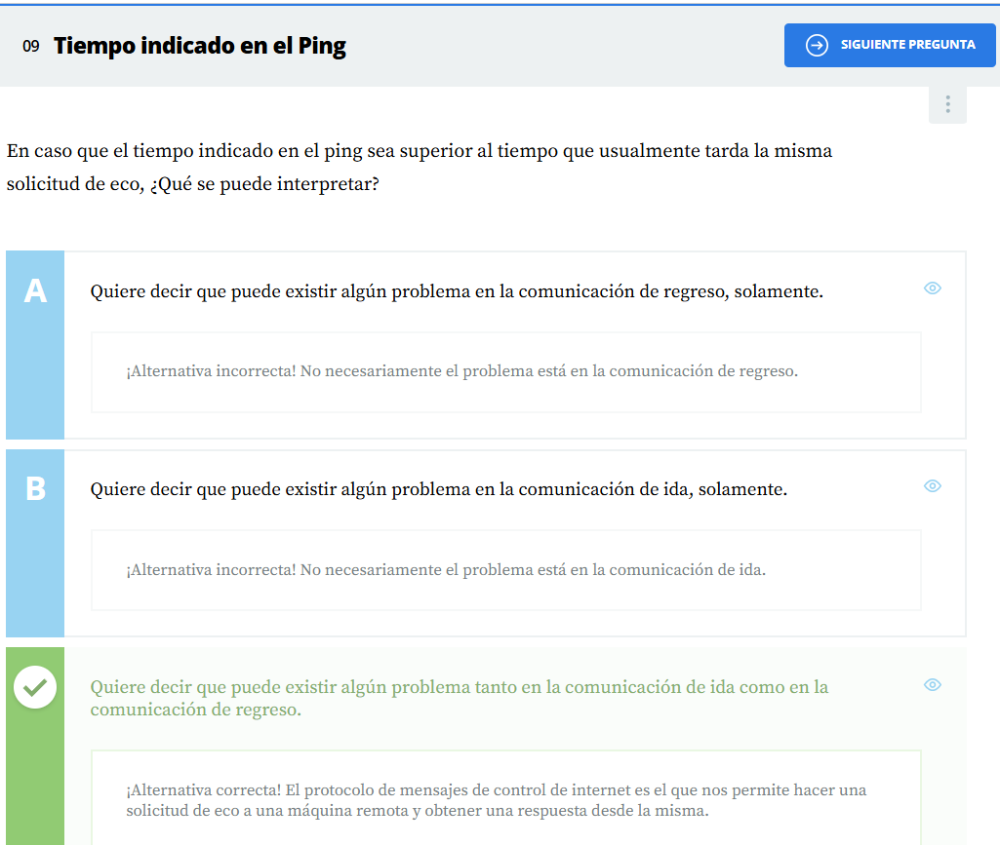 09 Tiempo indicado en el Ping
SIGUIENTE PREGUNTA
En caso que el tiempo indicado en el ping sea superior al tiempo que usualmente tarda la misma
solicitud de eco, ¿Qué se puede interpretar?
A
Quiere decir que puede existir algún problema en la comunicación de regreso, solamente.
¡Alternativa incorrecta! No necesariamente el problema está en la comunicación de regreso.
B
Quiere decir que puede existir algún problema en la comunicación de ida, solamente.
¡Alternativa incorrecta! No necesariamente el problema está en la comunicación de ida.
Quiere decir que puede existir algún problema tanto en la comunicación de ida como en la
comunicación de regreso.
¡Alternativa correcta! El protocolo de mensajes de control de internet es el que nos permite hacer una
solicitud de eco a una máquina remota y obtener una respuesta desde la misma.